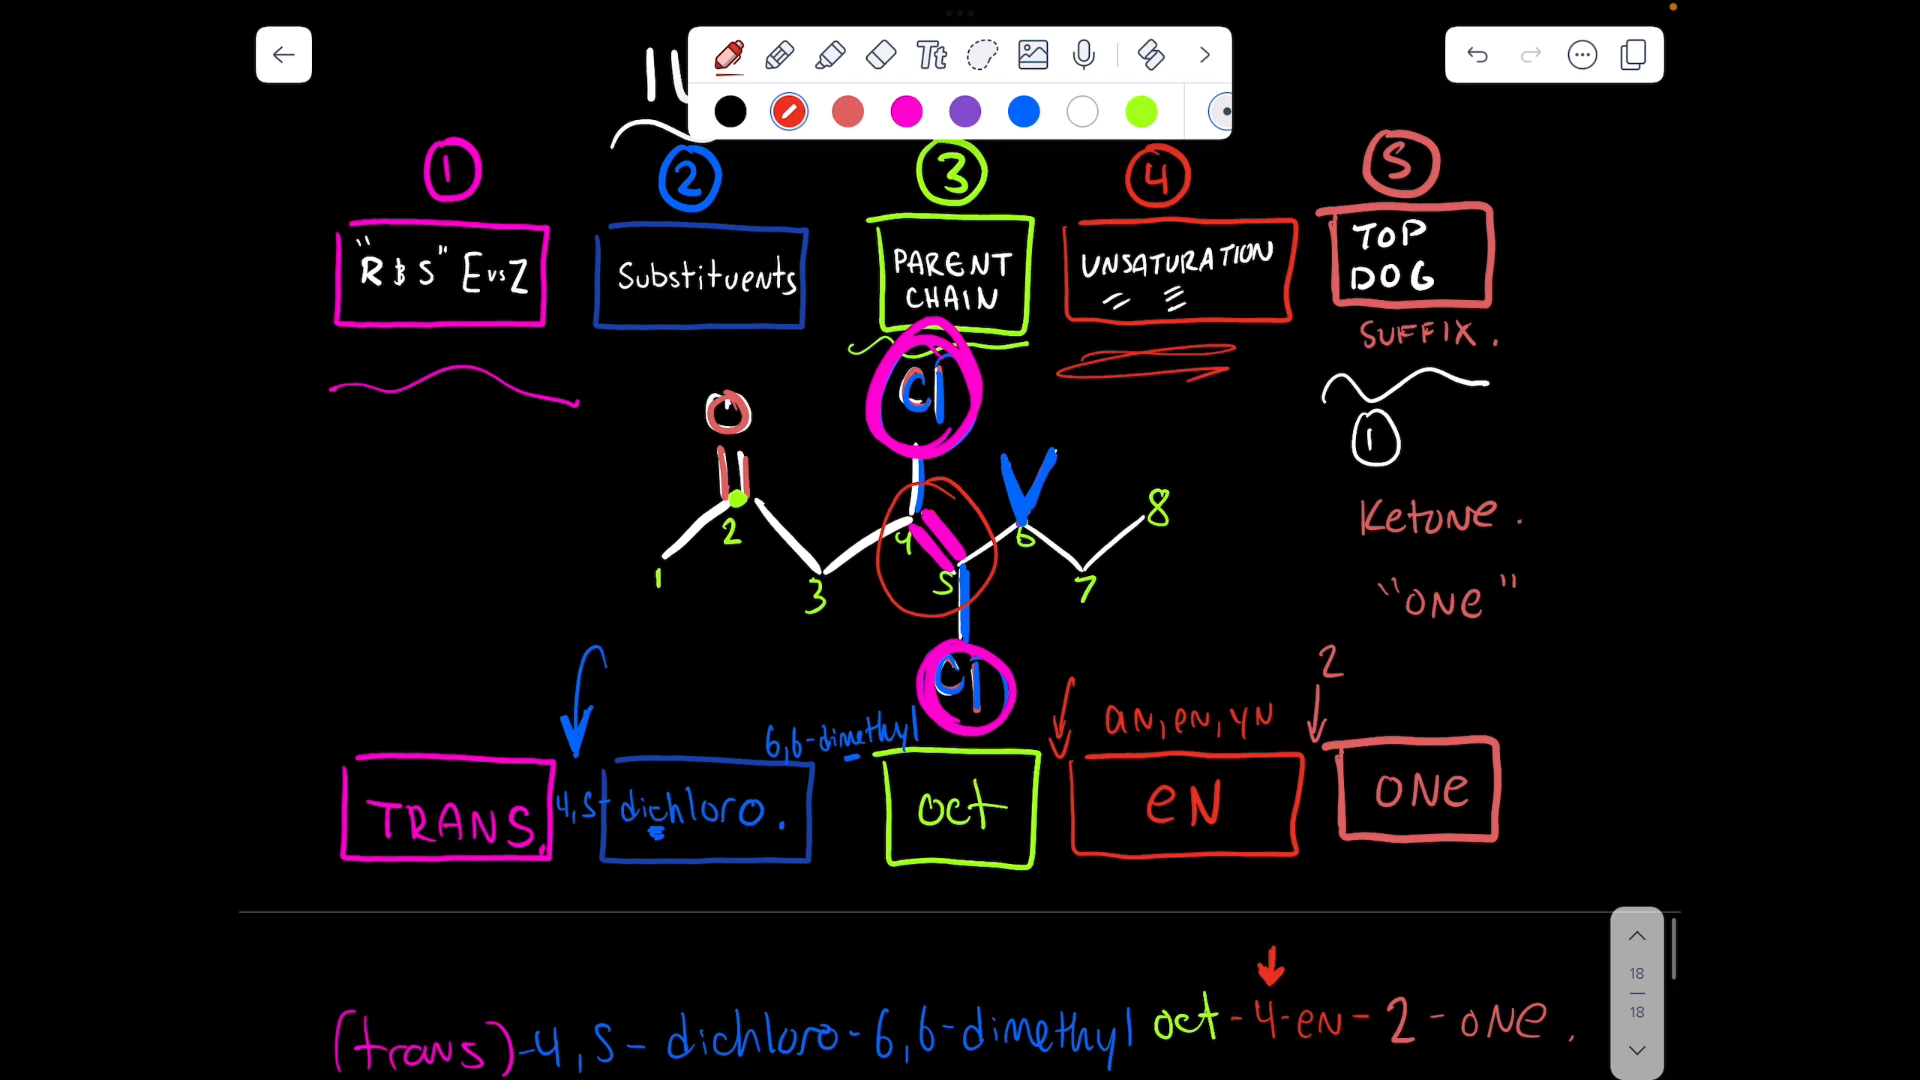 Tt
1 2 3 4 5
"R & S" E vs Z
Substituents
PARENT CHAIN
UNSATURATION
= ≡
TOP DOG
SUFFIX.
1
Cl
O
Ketone.
"ONe"
1 2 3 4 5 6 7 8
Cl
2
6,6-dimethyl
aN, eN, yN
TRANS.
4,5-
dichloro.
oct
eN
ONe
18
18
(trans)-4,5-dichloro-6,6-dimethyl oct-4-en-2-one.